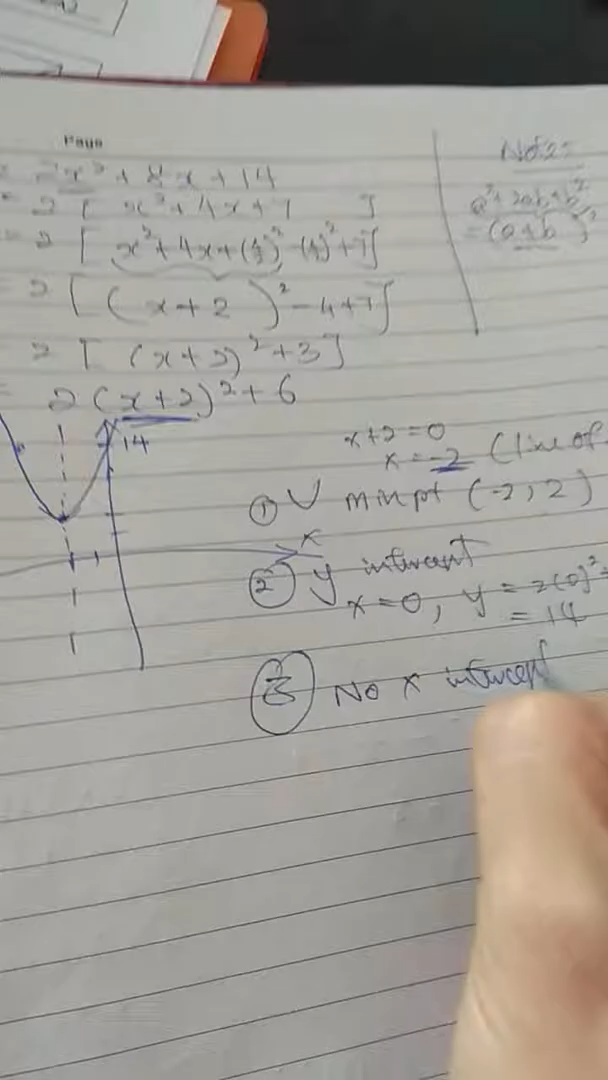 Page
= 2x² + 8x + 14
= 2 [ x² + 4x + 7 ]
= 2 [ x² + 4x + (4/2)² - (4/2)² + 7 ]
= 2 [ ( x + 2 )² - 4 + 7 ]
2 [ (x + 2)² + 3 ]
= 2 (x + 2)² + 6
Note:
a² + 2ab + b²
= (a + b)²
14
x
x + 2 = 0
x = -2 (line of
① ∪ min pt (-2, 2)
② y intercept
x = 0, y = 2(0)² +
= 14
③ No x intercept